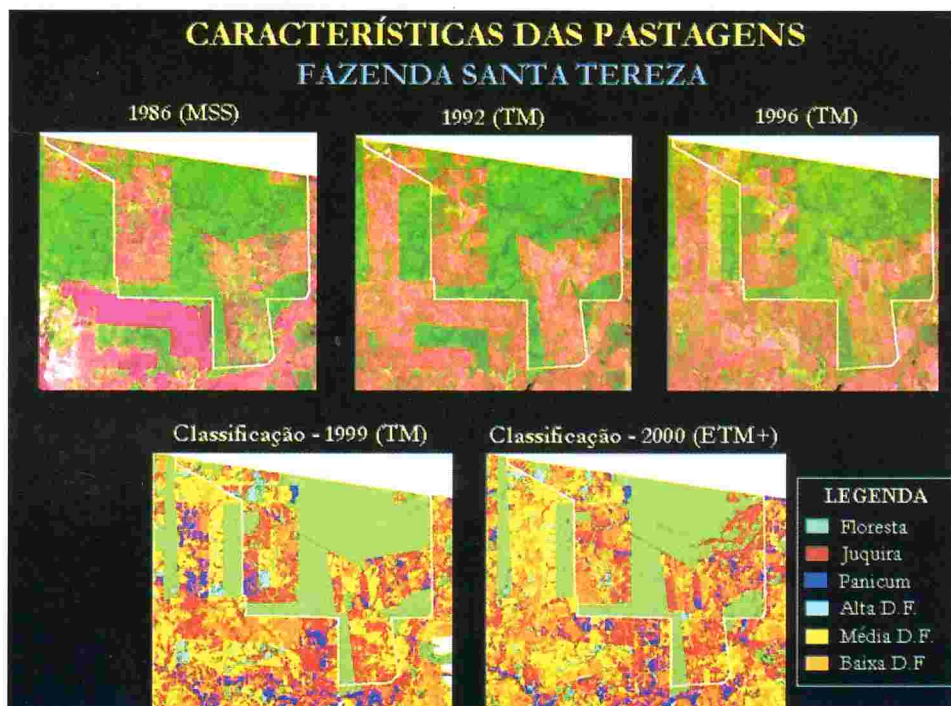 CARACTERÍSTICAS DAS PASTAGENS
FAZENDA SANTA TEREZA
1986 (MSS)
1992 (TM)
1996 (TM)
Classificação - 1999 (TM)
Classificação - 2000 (ETM+)
LEGENDA
Floresta
Juquira
Panicum
Alta D.F.
Média D.F.
Baixa D.F